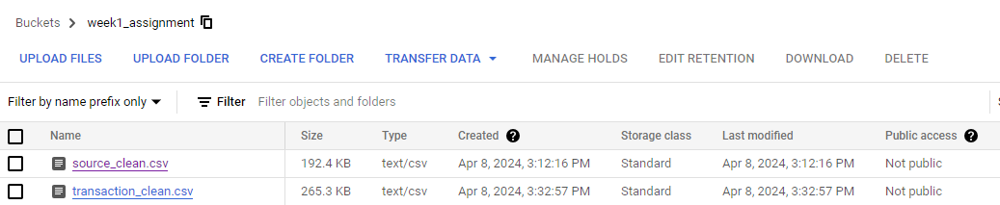 Buckets > week1_assignment
UPLOAD FILES UPLOAD FOLDER CREATE FOLDER TRANSFER DATA MANAGE HOLDS EDIT RETENTION DOWNLOAD DELETE
Filter by name prefix only Filter Filter objects and folders
Name Size Type Created Storage class Last modified Public access
source_clean.csv 192.4 KB text/csv Apr 8, 2024, 3:12:16 PM Standard Apr 8, 2024, 3:12:16 PM Not public
transaction_clean.csv 265.3 KB text/csv Apr 8, 2024, 3:32:57 PM Standard Apr 8, 2024, 3:32:57 PM Not public